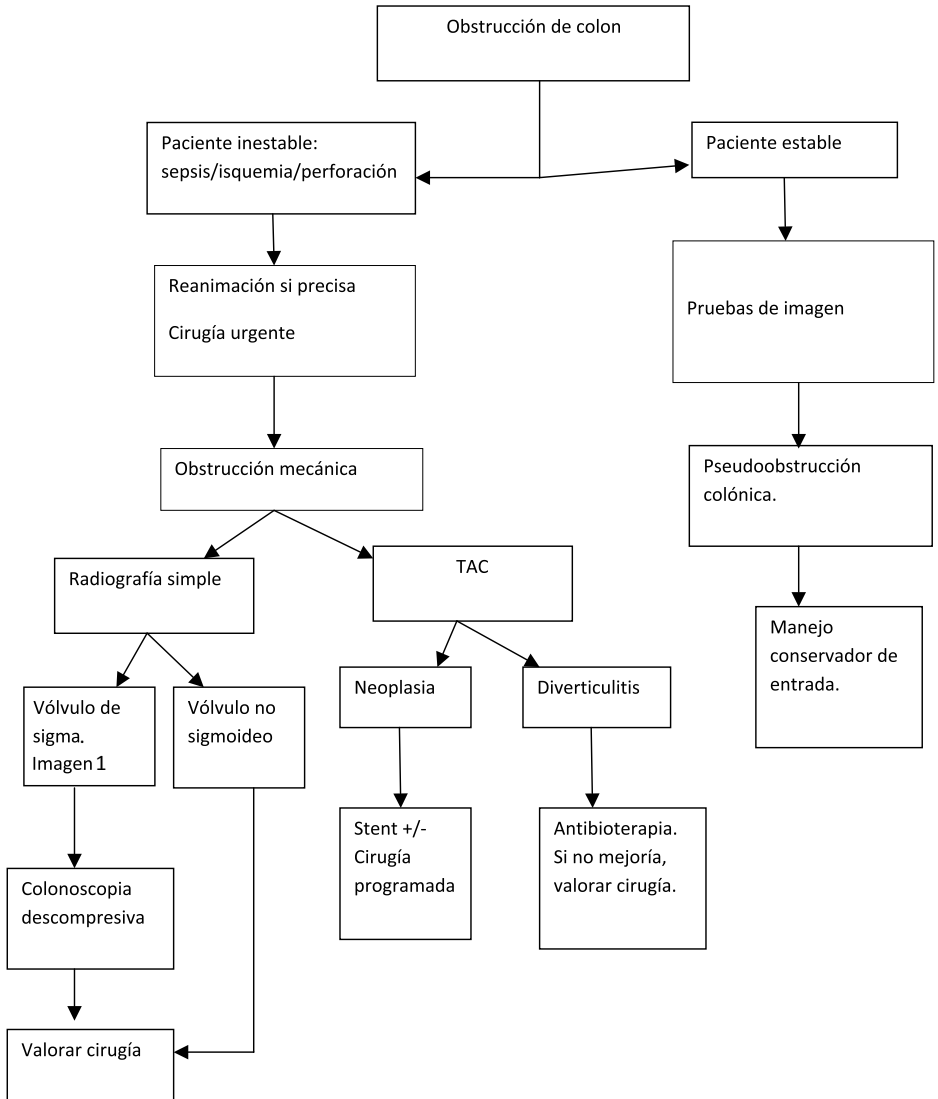 Obstrucción de colon
Paciente inestable:
sepsis/isquemia/perforación
Paciente estable
Reanimación si precisa
Cirugía urgente
Pruebas de imagen
Obstrucción mecánica
Pseudoobstrucción
colónica.
Radiografía simple
TAC
Manejo
conservador de
entrada.
Vólvulo de
sigma.
Imagen 1
Vólvulo no
sigmoideo
Neoplasia
Diverticulitis
Stent +/-
Cirugía
programada
Antibioterapia.
Si no mejoría,
valorar cirugía.
Colonoscopia
descompresiva
Valorar cirugía